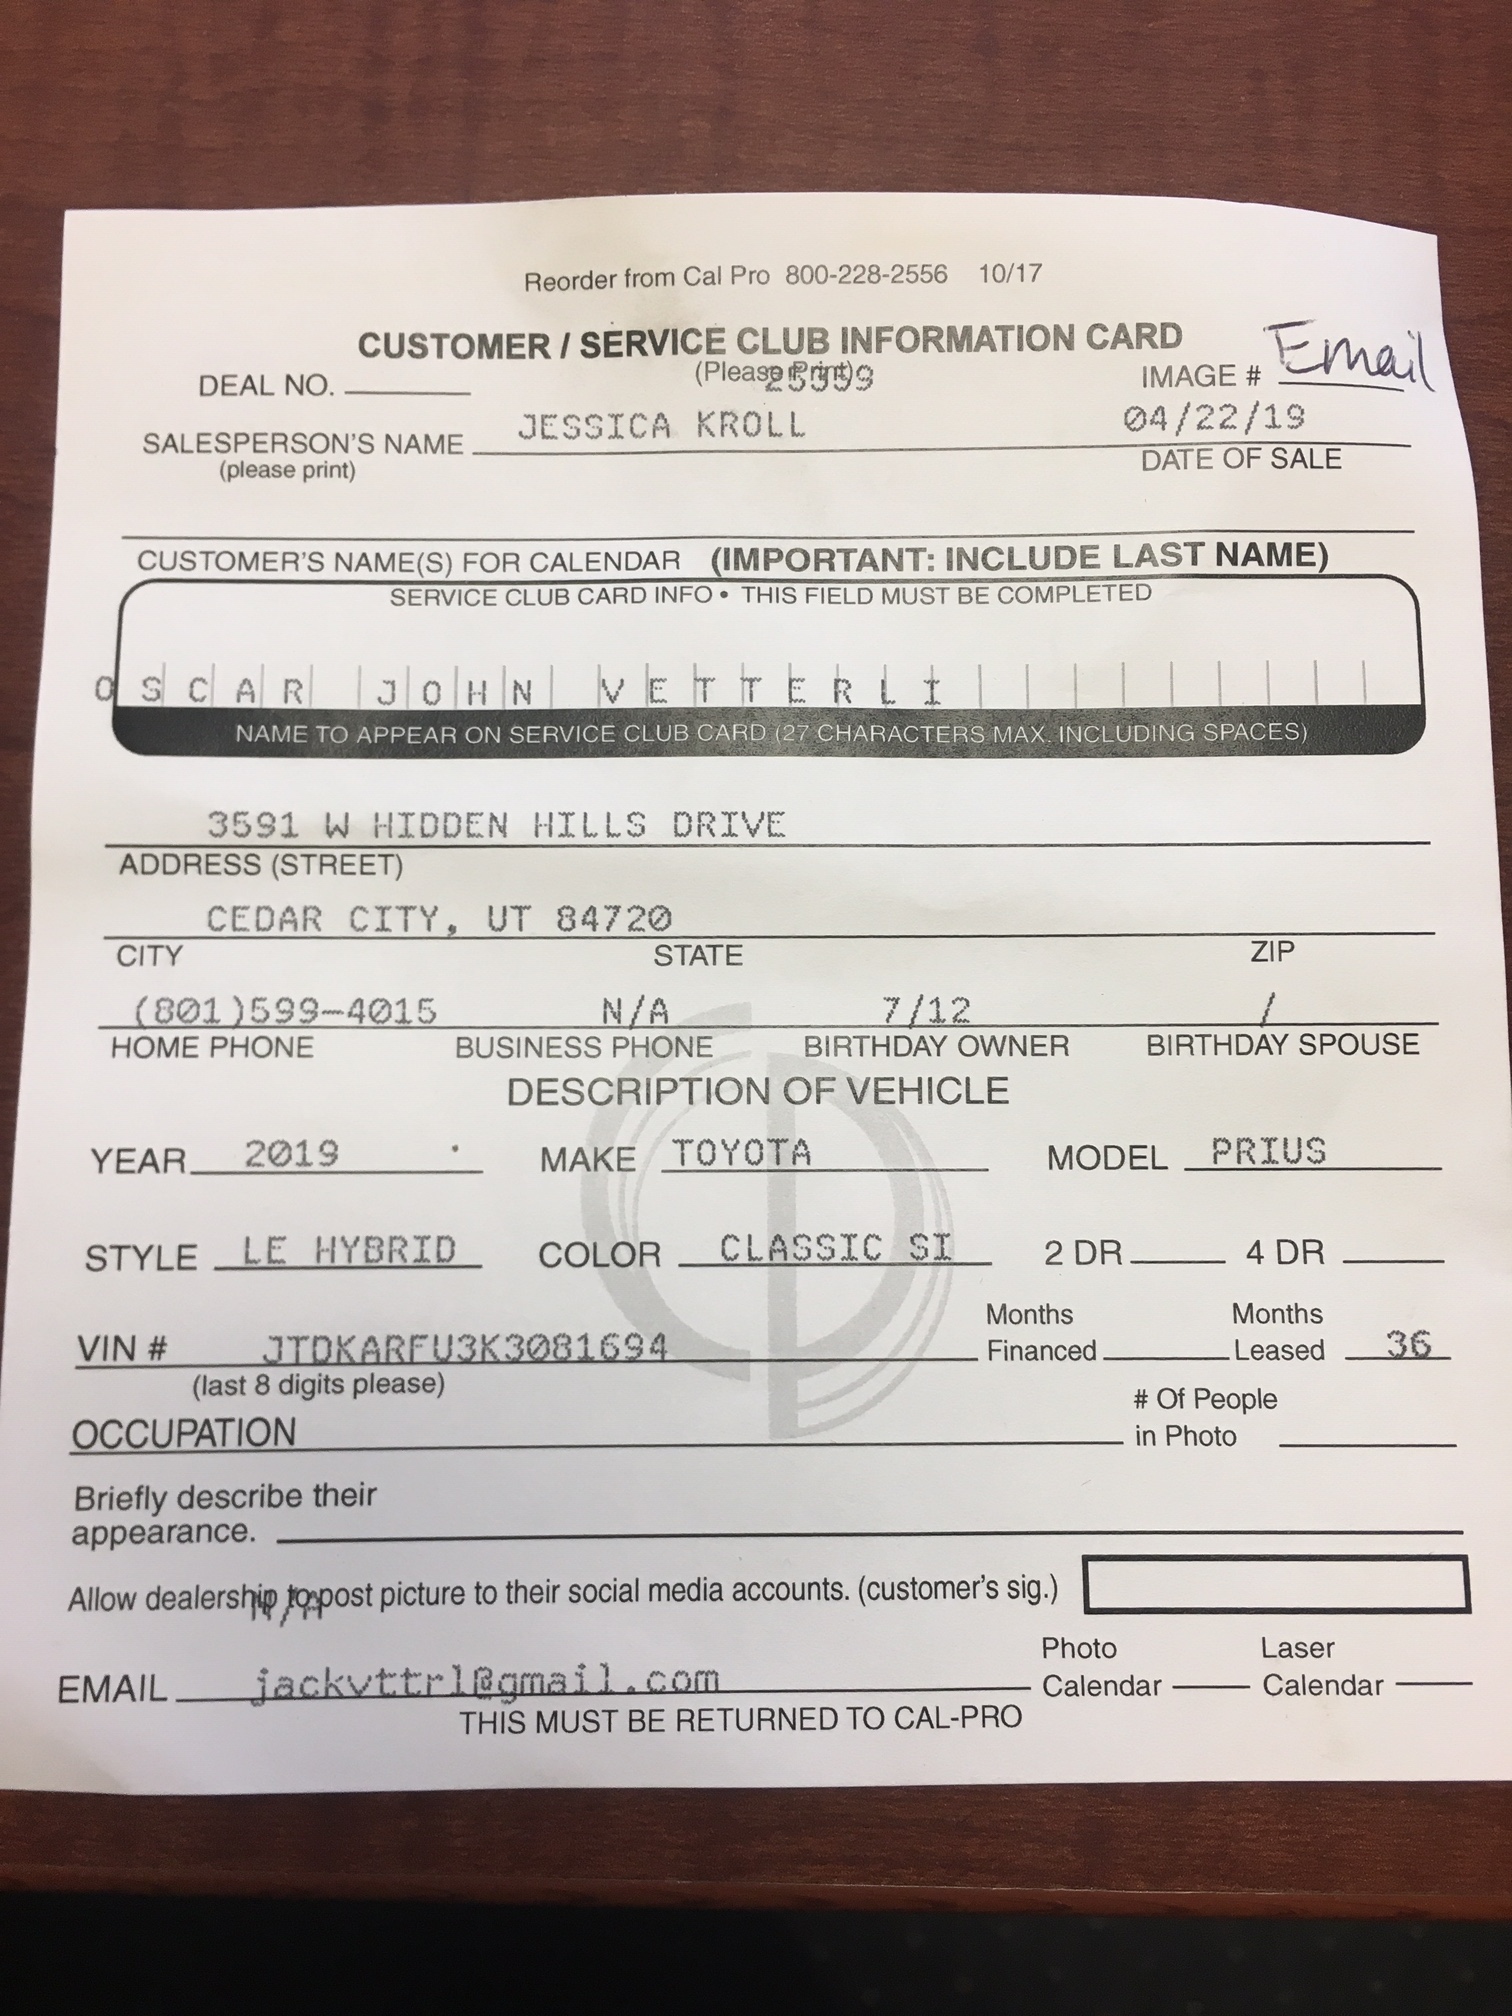 Reorder from Cal Pro 800-228-2556 10/17
CUSTOMER / SERVICE CLUB INFORMATION CARD
(Please Print)
DEAL NO. IMAGE # Email
SALESPERSON'S NAME JESSICA KROLL 04/22/19
(please print) DATE OF SALE
CUSTOMER'S NAME(S) FOR CALENDAR (IMPORTANT: INCLUDE LAST NAME)
SERVICE CLUB CARD INFO • THIS FIELD MUST BE COMPLETED
OSCAR JOHN VETTERLI
NAME TO APPEAR ON SERVICE CLUB CARD (27 CHARACTERS MAX. INCLUDING SPACES)
3591 W HIDDEN HILLS DRIVE
ADDRESS (STREET)
CEDAR CITY, UT 84720
CITY STATE ZIP
(801)599-4015 N/A 7/12 /
HOME PHONE BUSINESS PHONE BIRTHDAY OWNER BIRTHDAY SPOUSE
DESCRIPTION OF VEHICLE
YEAR 2019 MAKE TOYOTA MODEL PRIUS
STYLE LE HYBRID COLOR CLASSIC SI 2 DR 4 DR
VIN # JTDKARFU3K3081694 Months Financed Months Leased 36
(last 8 digits please)
OCCUPATION # Of People in Photo
Briefly describe their
appearance.
Allow dealership to post picture to their social media accounts. (customer's sig.)
N/A
EMAIL jackvttrl@gmail.com Photo Calendar Laser Calendar
THIS MUST BE RETURNED TO CAL-PRO